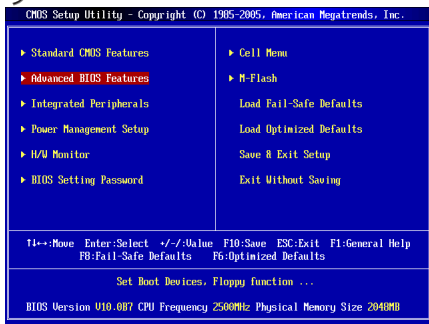 CMOS Setup Utility - Copyright (C) 1985-2005, American Megatrends, Inc.
▶ Standard CMOS Features
▶ Advanced BIOS Features
▶ Integrated Peripherals
▶ Power Management Setup
▶ H/W Monitor
▶ BIOS Setting Password
▶ Cell Menu
▶ M-Flash
Load Fail-Safe Defaults
Load Optimized Defaults
Save & Exit Setup
Exit Without Saving
↑↓←→:Move Enter:Select +/-/:Value F10:Save ESC:Exit F1:General Help
F8:Fail-Safe Defaults F6:Optimized Defaults
Set Boot Devices, Floppy function ...
BIOS Version V10.0B7 CPU Frequency 2500MHz Physical Memory Size 2048MB